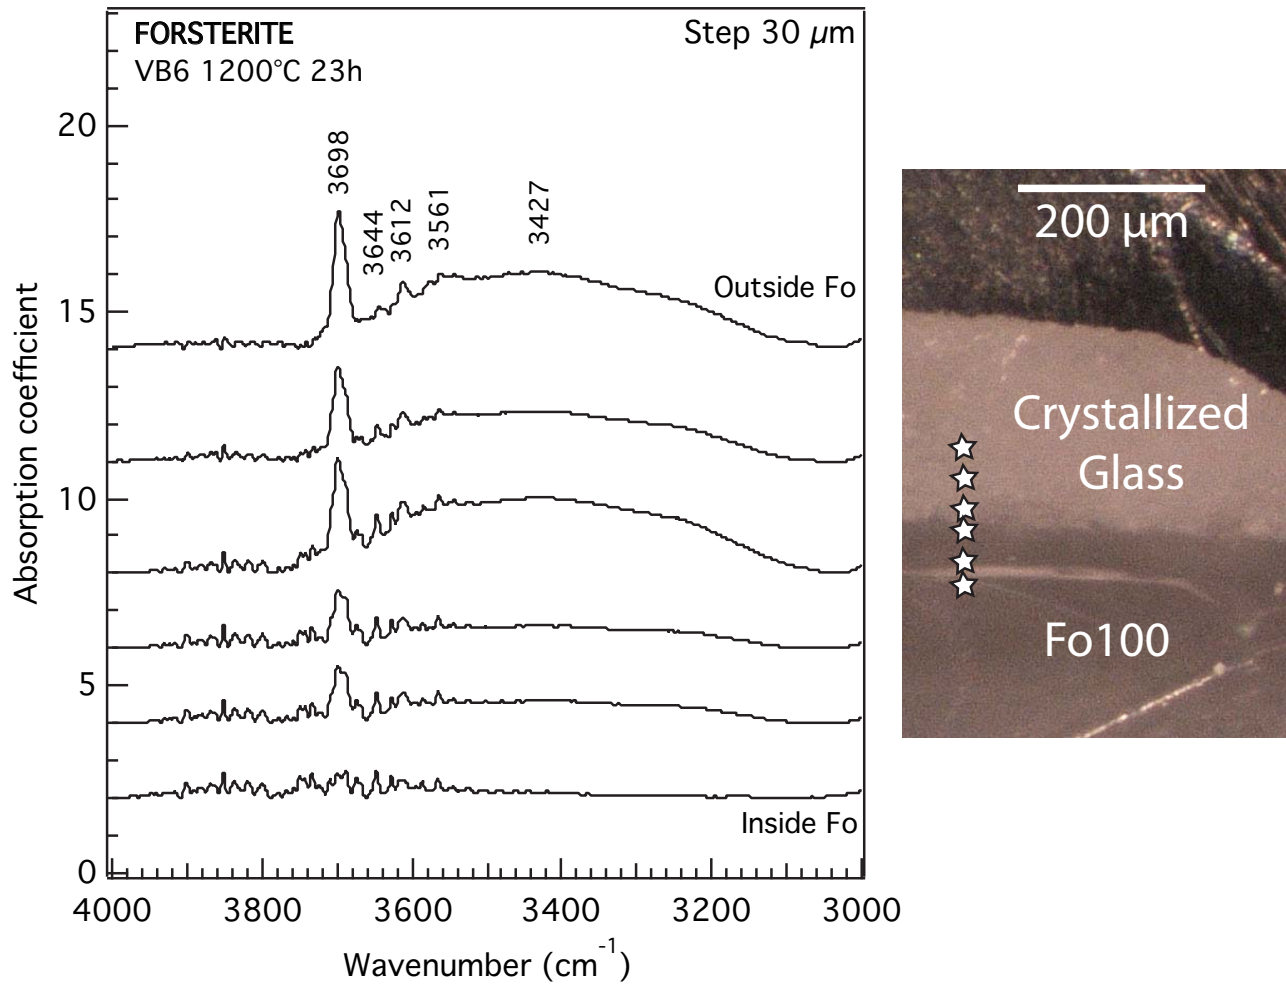 FORSTERITE
VB6 1200°C 23h
Step 30 µm
20
15
10
5
0
3698
3644
3612
3561
3427
Outside Fo
Inside Fo
Absorption coefficient
4000 3800 3600 3400 3200 3000
Wavenumber (cm⁻¹)
200 µm
Crystallized
Glass
Fo100